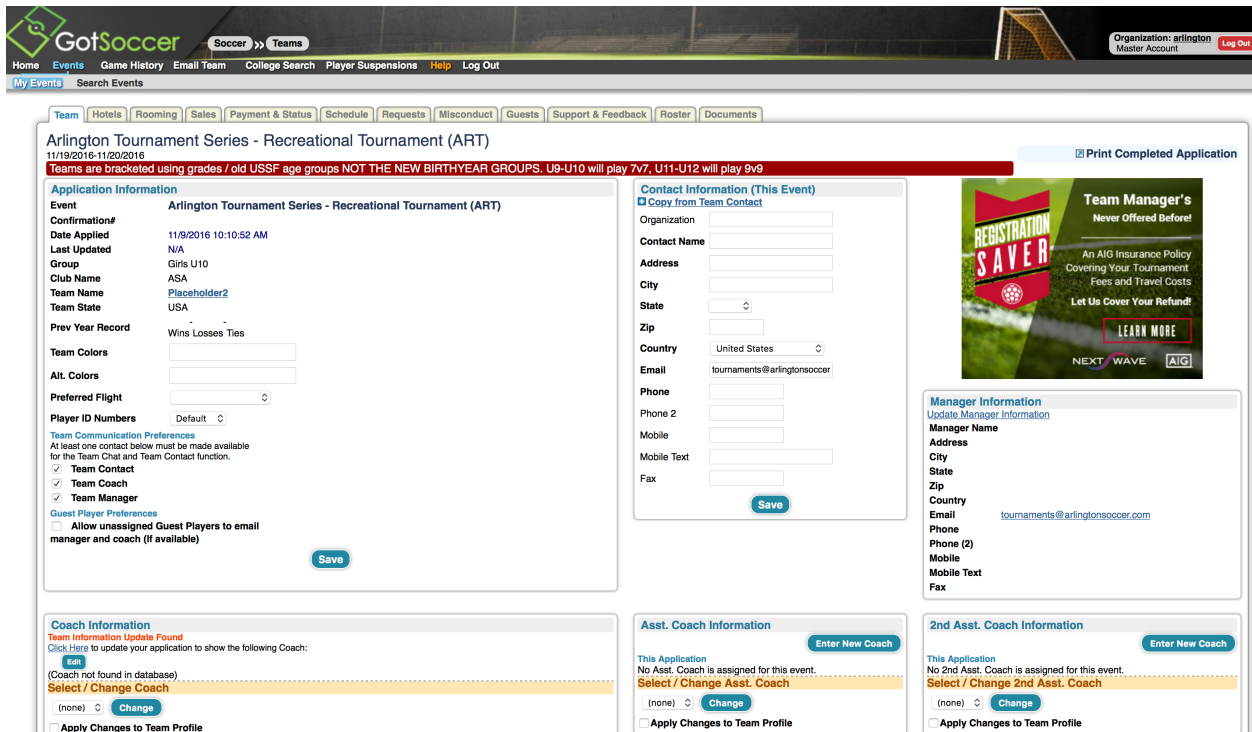 GotSoccer
Soccer
Teams
Organization: arlington
Master Account
Log Out
Home Events Game History Email Team College Search Player Suspensions Help Log Out
My Events Search Events
Team Hotels Rooming Sales Payment & Status Schedule Requests Misconduct Guests Support & Feedback Roster Documents
Arlington Tournament Series - Recreational Tournament (ART)
11/19/2016-11/20/2016
Print Completed Application
Teams are bracketed using grades / old USSF age groups NOT THE NEW BIRTHYEAR GROUPS. U9-U10 will play 7v7, U11-U12 will play 9v9
Application Information
Event Arlington Tournament Series - Recreational Tournament (ART)
Confirmation#
Date Applied 11/9/2016 10:10:52 AM
Last Updated N/A
Group Girls U10
Club Name ASA
Team Name Placeholder2
Team State USA
Prev Year Record - - Wins Losses Ties
Team Colors
Alt. Colors
Preferred Flight
Player ID Numbers Default
Team Communication Preferences
At least one contact below must be made available
for the Team Chat and Team Contact function.
Team Contact
Team Coach
Team Manager
Guest Player Preferences
Allow unassigned Guest Players to email
manager and coach (If available)
Save
Contact Information (This Event)
Copy from Team Contact
Organization
Contact Name
Address
City
State
Zip
Country United States
Email tournaments@arlingtonsoccer
Phone
Phone 2
Mobile
Mobile Text
Fax
Save
REGISTRATION
SAVER
Team Manager's
Never Offered Before!
An AIG Insurance Policy
Covering Your Tournament
Fees and Travel Costs
Let Us Cover Your Refund!
LEARN MORE
NEXT WAVE AIG
Manager Information
Update Manager Information
Manager Name
Address
City
State
Zip
Country
Email tournaments@arlingtonsoccer.com
Phone
Phone (2)
Mobile
Mobile Text
Fax
Coach Information
Team Information Update Found
Click Here to update your application to show the following Coach:
Edit
(Coach not found in database)
Select / Change Coach
(none) Change
Apply Changes to Team Profile
Asst. Coach Information
Enter New Coach
This Application
No Asst. Coach is assigned for this event.
Select / Change Asst. Coach
(none) Change
Apply Changes to Team Profile
2nd Asst. Coach Information
Enter New Coach
This Application
No 2nd Asst. Coach is assigned for this event.
Select / Change 2nd Asst. Coach
(none) Change
Apply Changes to Team Profile